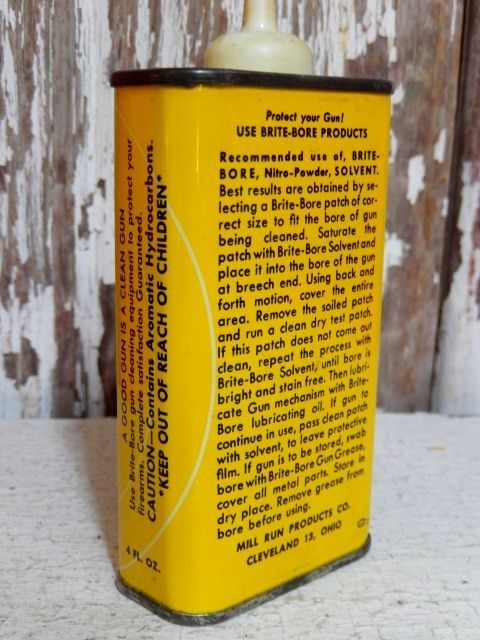 A GOOD GUN IS A CLEAN GUN
Use Brite-Bore gun cleaning equipment to protect your
firearms. Complete satisfaction Guaranteed.
CAUTION—Contains Aromatic Hydrocarbons.
*KEEP OUT OF REACH OF CHILDREN*
4 FL. OZ.
Protect your Gun!
USE BRITE-BORE PRODUCTS
Recommended use of, BRITE-
BORE, Nitro-Powder, SOLVENT.
Best results are obtained by se-
lecting a Brite-Bore patch of cor-
rect size to fit the bore of gun
being cleaned. Saturate the
patch with Brite-Bore Solvent and
place it into the bore of the gun
at breech end. Using back and
forth motion, cover the entire
area. Remove the soiled patch
and run a clean dry test patch.
If this patch does not come out
clean, repeat the process with
Brite-Bore Solvent, until bore is
bright and stain free. Then lubri-
cate Gun mechanism with Brite-
Bore lubricating oil. If gun to
continue in use, pass clean patch
with solvent, to leave protective
film. If gun is to be stored, swab
bore with Brite-Bore Gun Grease,
cover all metal parts. Store in
dry place. Remove grease from
bore before using.
MILL RUN PRODUCTS CO.
CLEVELAND 13, OHIO